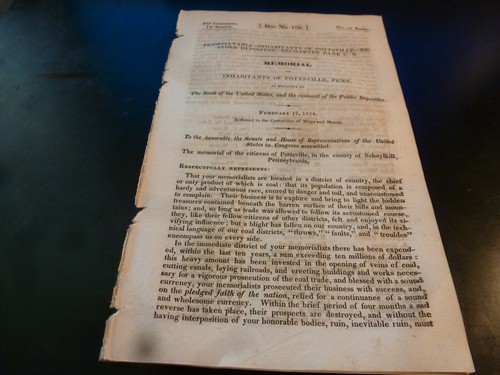 23d Congress,
1st Session.
[ Doc. No. 109. ]
Ho. of Reps.
PENNSYLVANIA—INHABITANTS OF POTTSVILLE—RE-
STORE DEPOSITES—RECHARTER BANK U. S.
MEMORIAL
OF
INHABITANTS OF POTTSVILLE, PENN.
IN RELATION TO
The Bank of the United States, and the removal of the Public Deposites.
February 17, 1834.
Referred to the Committee of Ways and Means.
To the honorable, the Senate and House of Representatives of the United
States in Congress assembled:
The memorial of the citizens of Pottsville, in the county of Schuylkill,
Pennsylvania,
Respectfully represents:
That your memorialists are located in a district of country, the chief
or only product of which is coal: that its population is composed of a
hardy and adventurous race, enured to danger and toil, and unaccustomed
to complain. Their business is to explore and bring to light the hidden
treasures contained beneath the barren surface of their hills and moun-
tains; and, so long as trade was allowed to follow its accustomed course,
they, like their fellow-citizens of other districts, felt and enjoyed its vi-
vifying influence; but a blight has fallen on our country, and, in the tech-
nical language of our coal districts, "throws," "faults," and "troubles"
encompass us on every side.
In the immediate district of your memorialists there has been expend-
ed, within the last ten years, a sum exceeding ten millions of dollars:
this heavy amount has been invested in the opening of veins of coal,
cutting canals, laying railroads, and erecting buildings and works neces-
sary for a vigorous prosecution of the coal trade, and blessed with a sound
currency, your memorialists prosecuted their business with success, and,
on the pledged faith of the nation, relied for a continuance of a sound
and wholesome currency. Within the brief period of four months a sad
reverse has taken place, their prospects are destroyed, and without the
having interposition of your honorable bodies, ruin, inevitable ruin, must